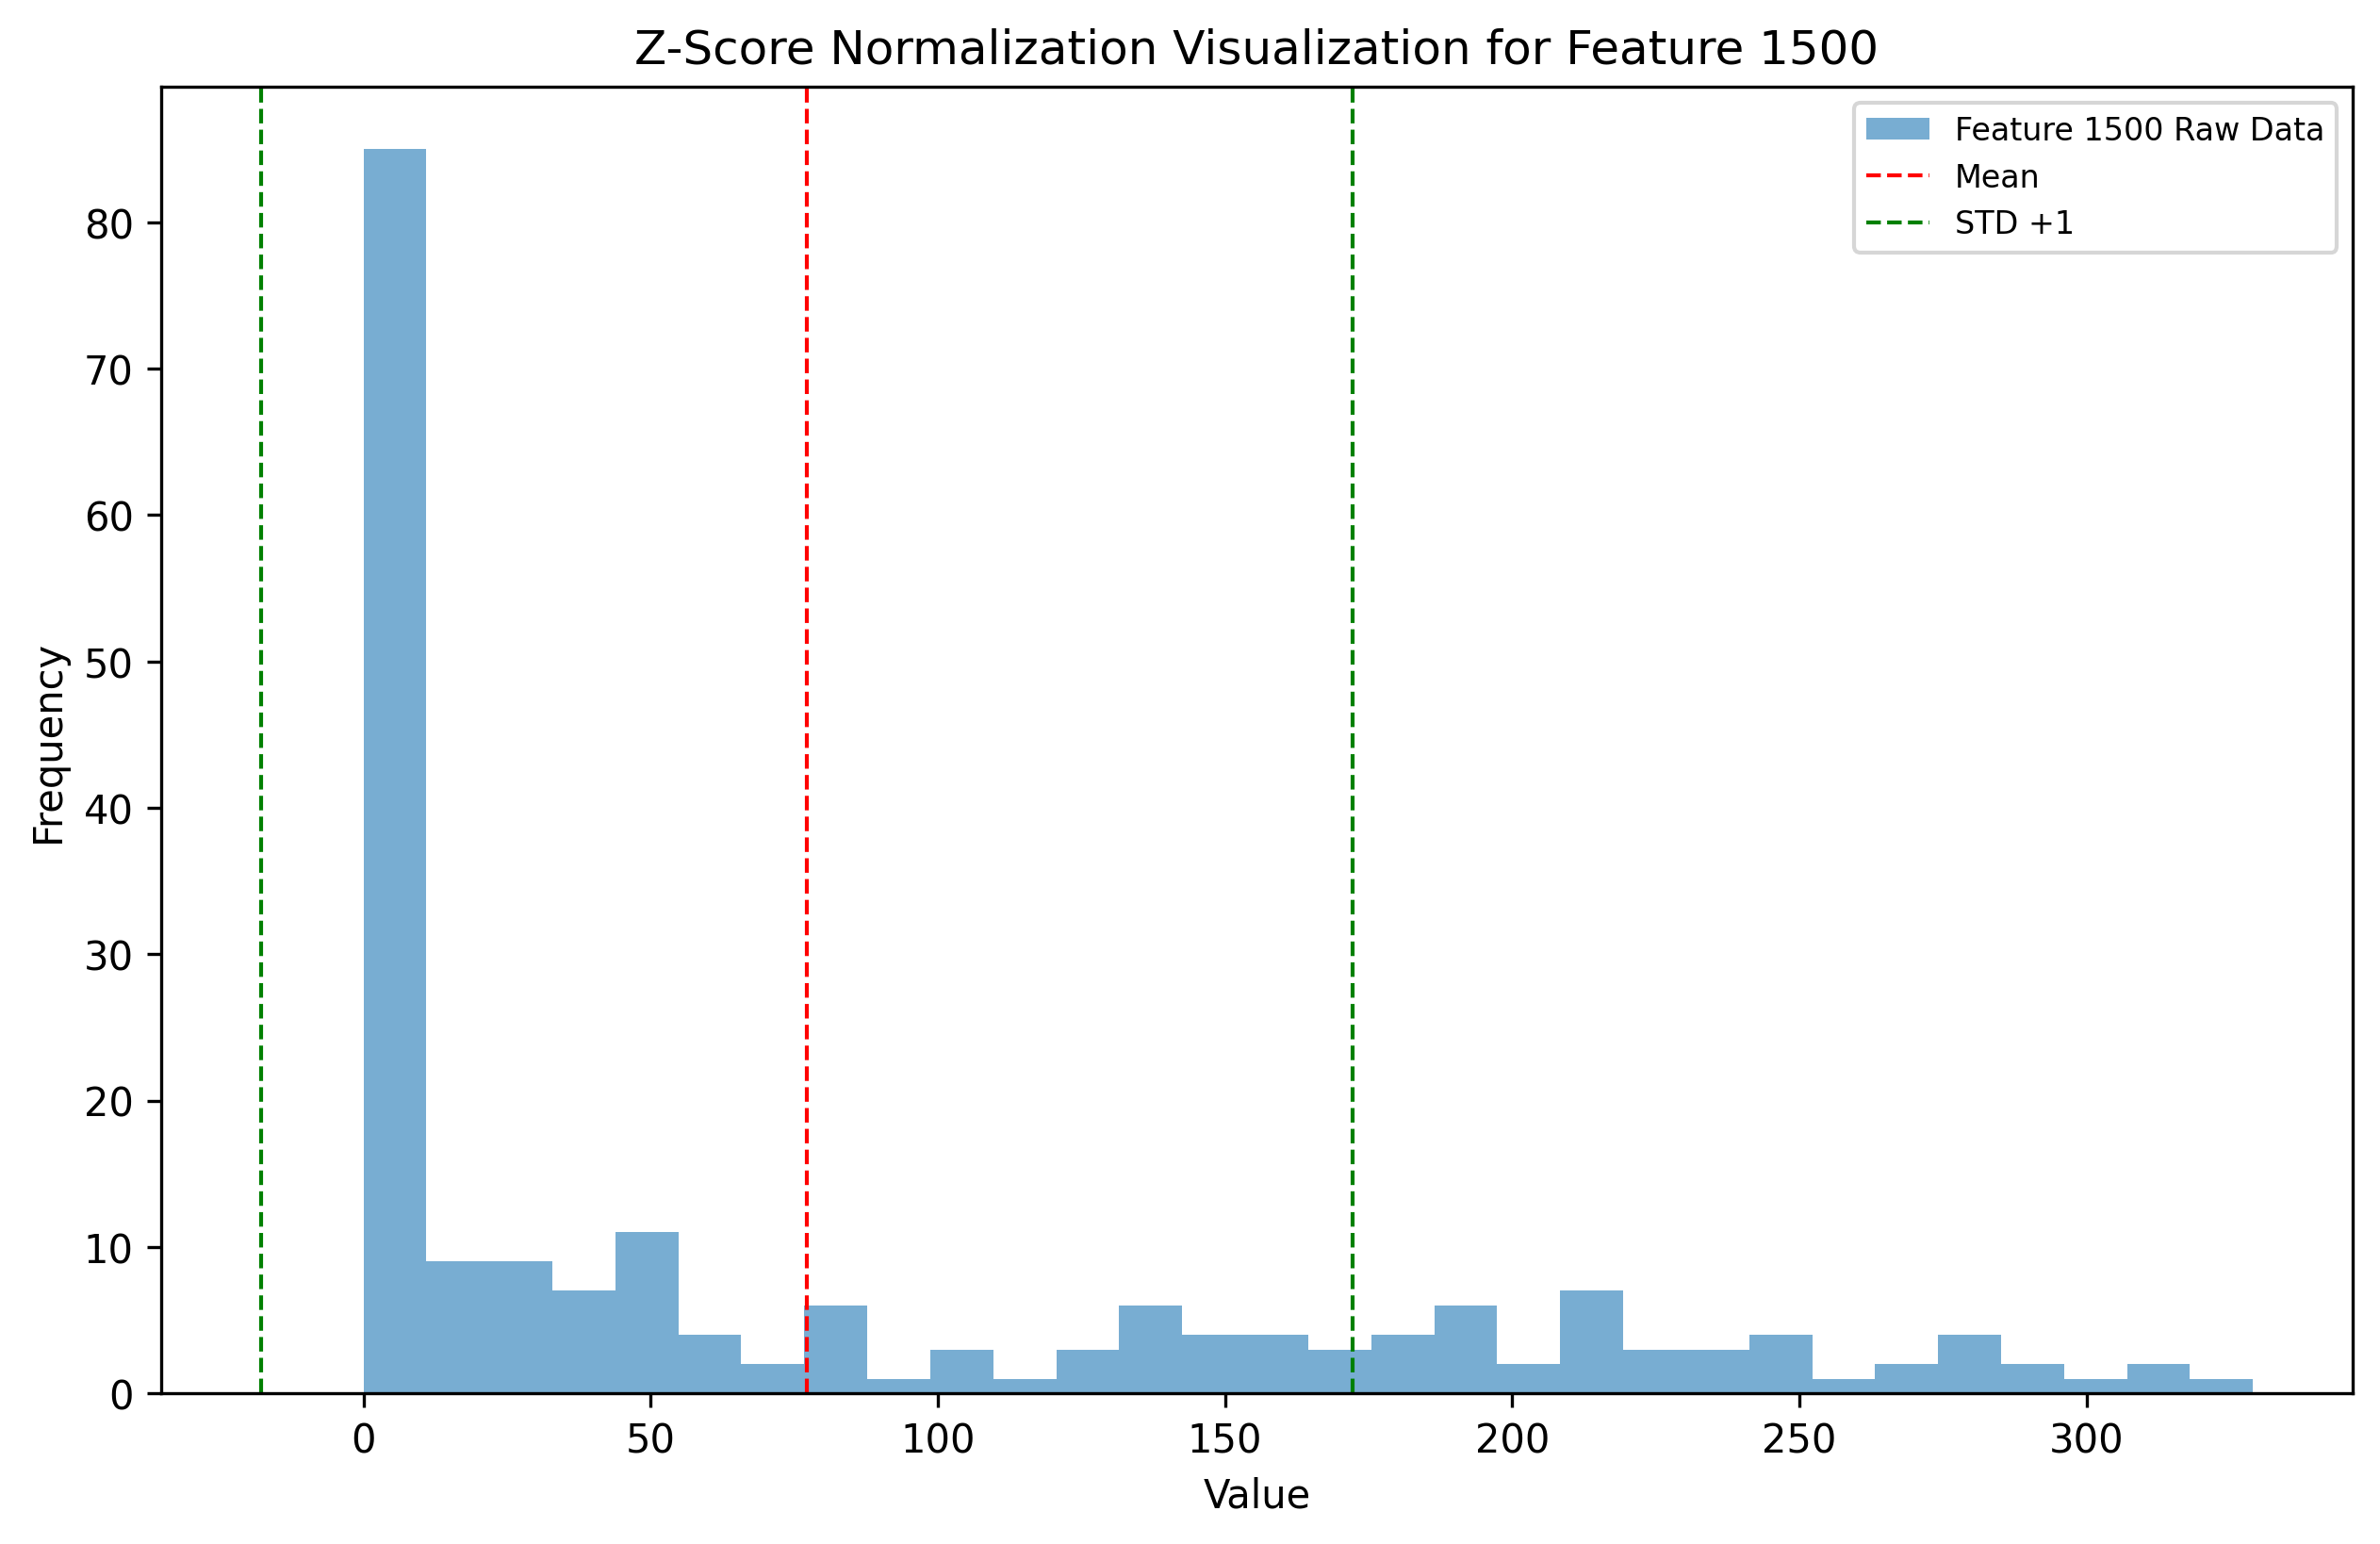 Z-Score Normalization Visualization for Feature 1500
Feature 1500 Raw Data
Mean
STD +1
Frequency
80
70
60
50
40
30
20
10
0
0 50 100 150 200 250 300
Value